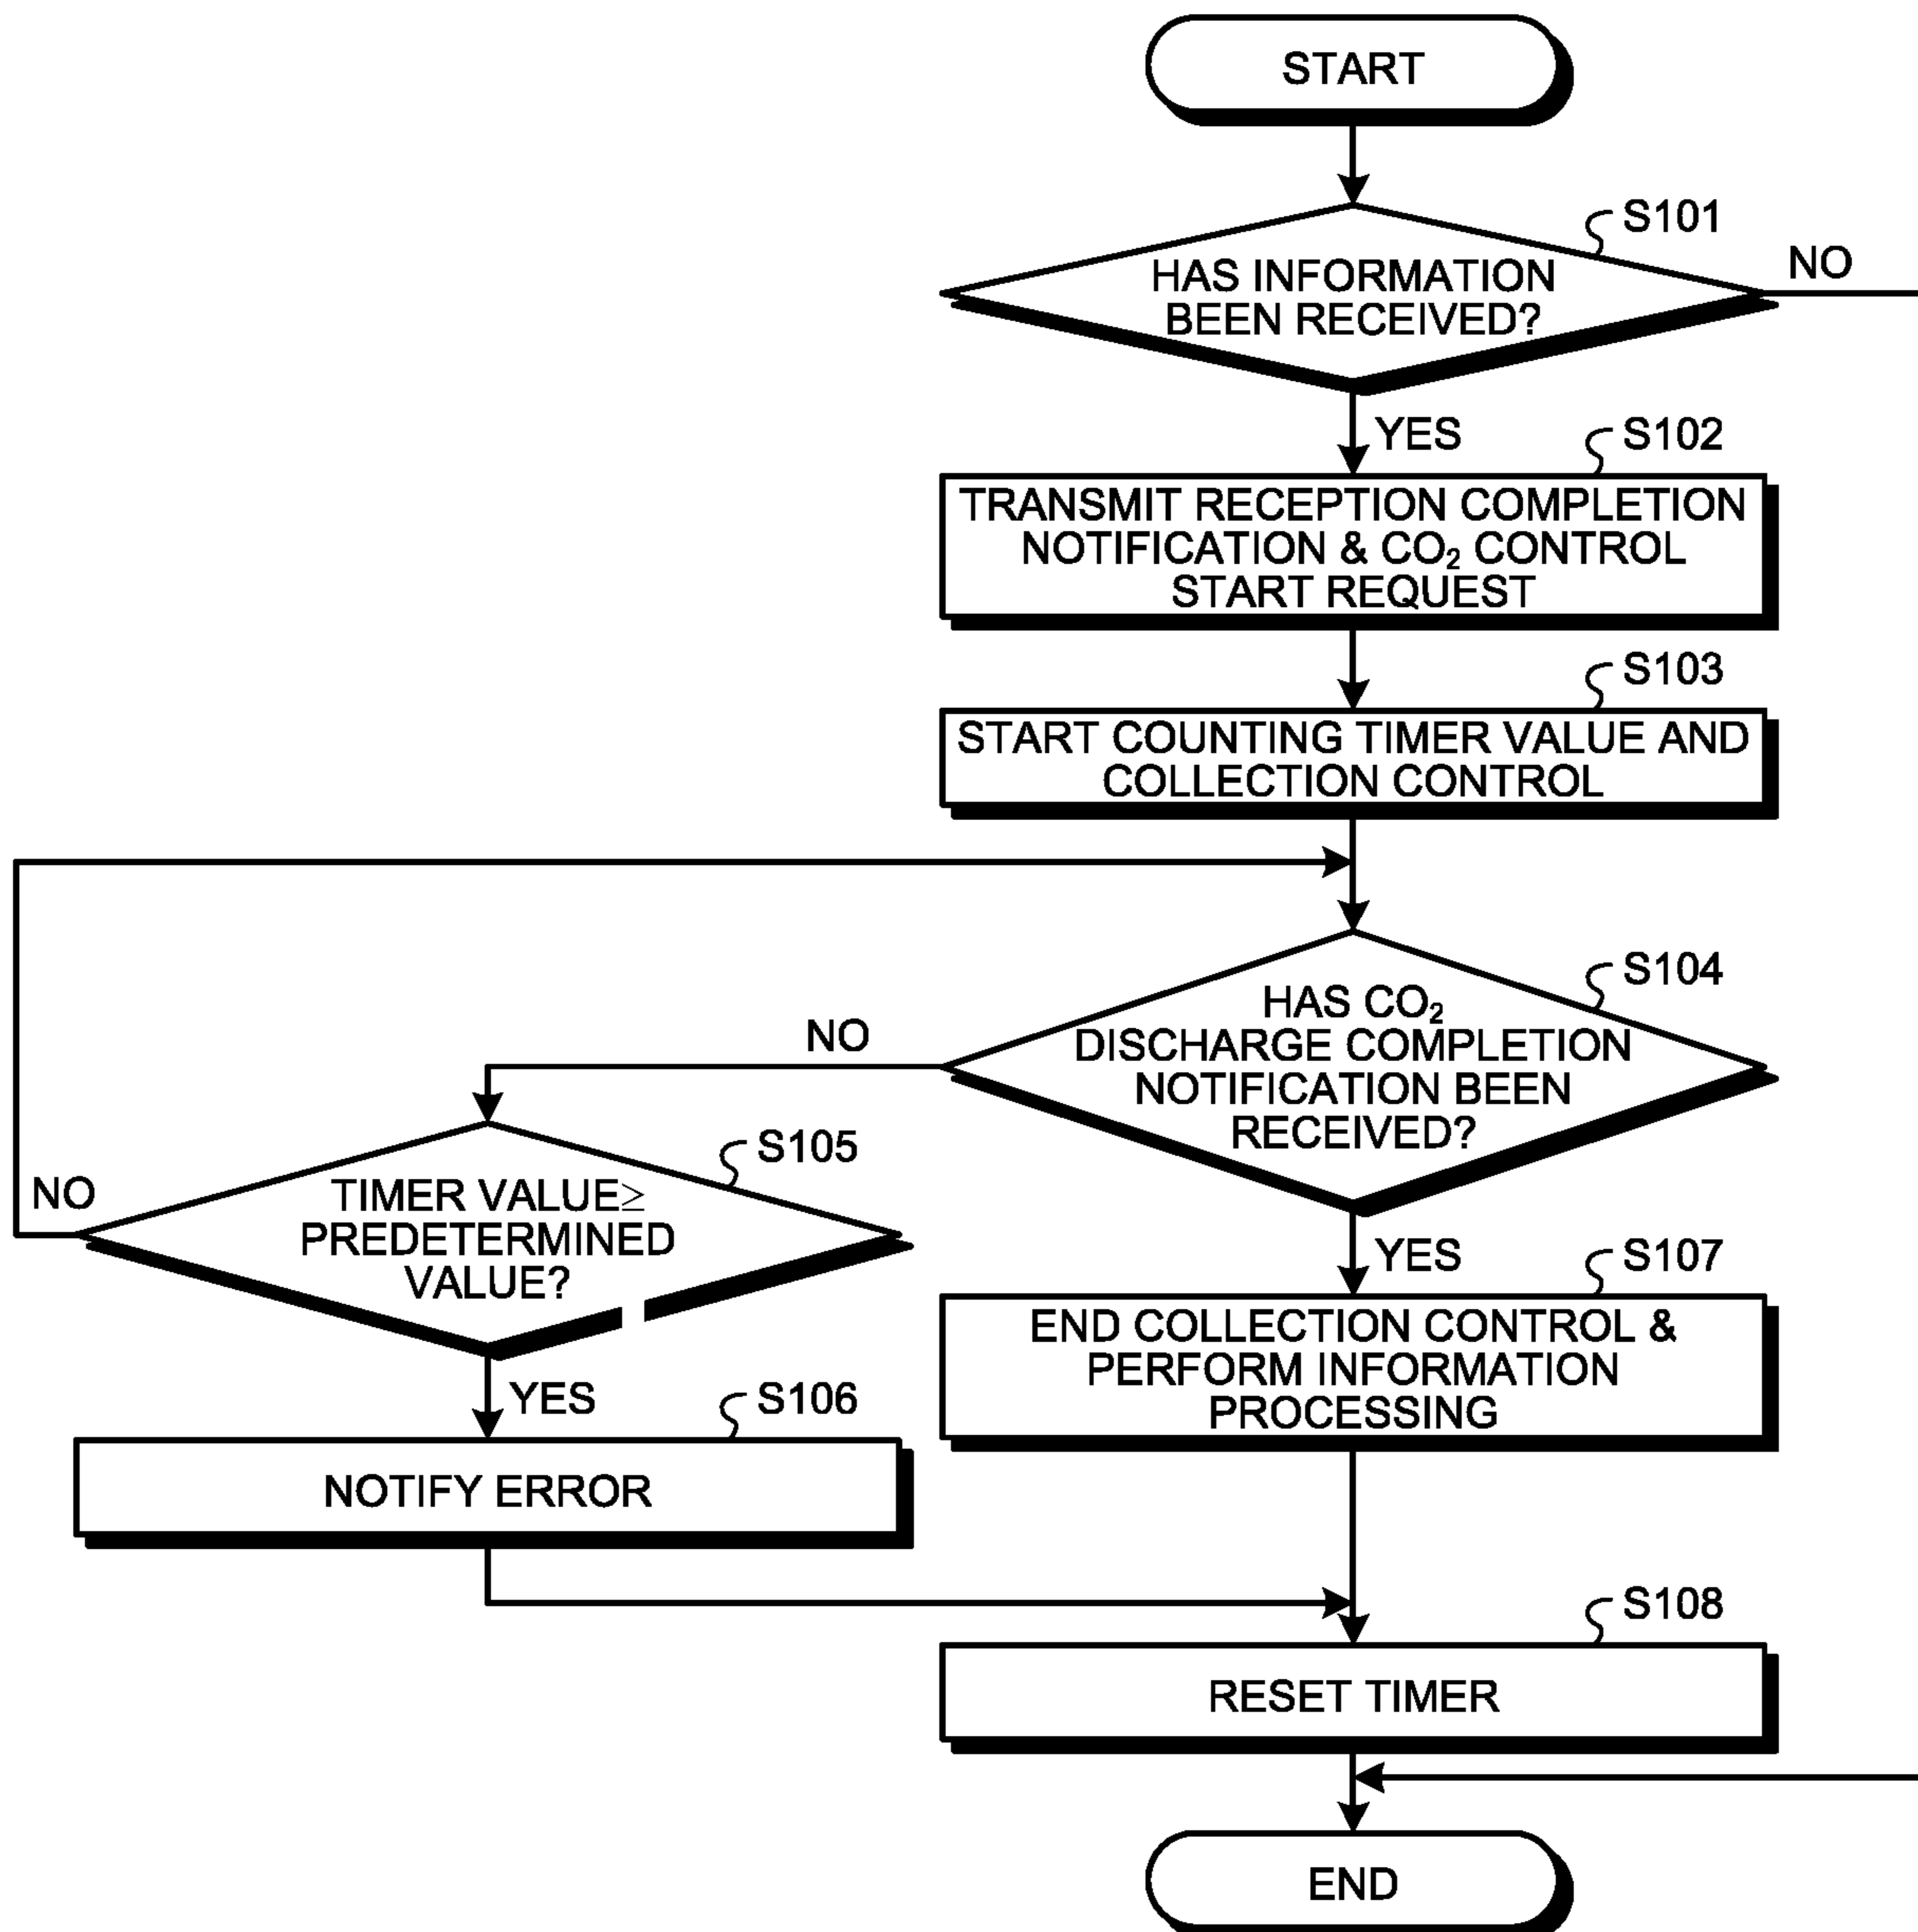 START
S101
NO
HAS INFORMATION
BEEN RECEIVED?
YES
S102
TRANSMIT RECEPTION COMPLETION
NOTIFICATION & CO₂ CONTROL
START REQUEST
S103
START COUNTING TIMER VALUE AND
COLLECTION CONTROL
S104
HAS CO₂
DISCHARGE COMPLETION
NOTIFICATION BEEN
RECEIVED?
NO
S105
NO
TIMER VALUE≥
PREDETERMINED
VALUE?
YES
S106
NOTIFY ERROR
YES
S107
END COLLECTION CONTROL &
PERFORM INFORMATION
PROCESSING
S108
RESET TIMER
END